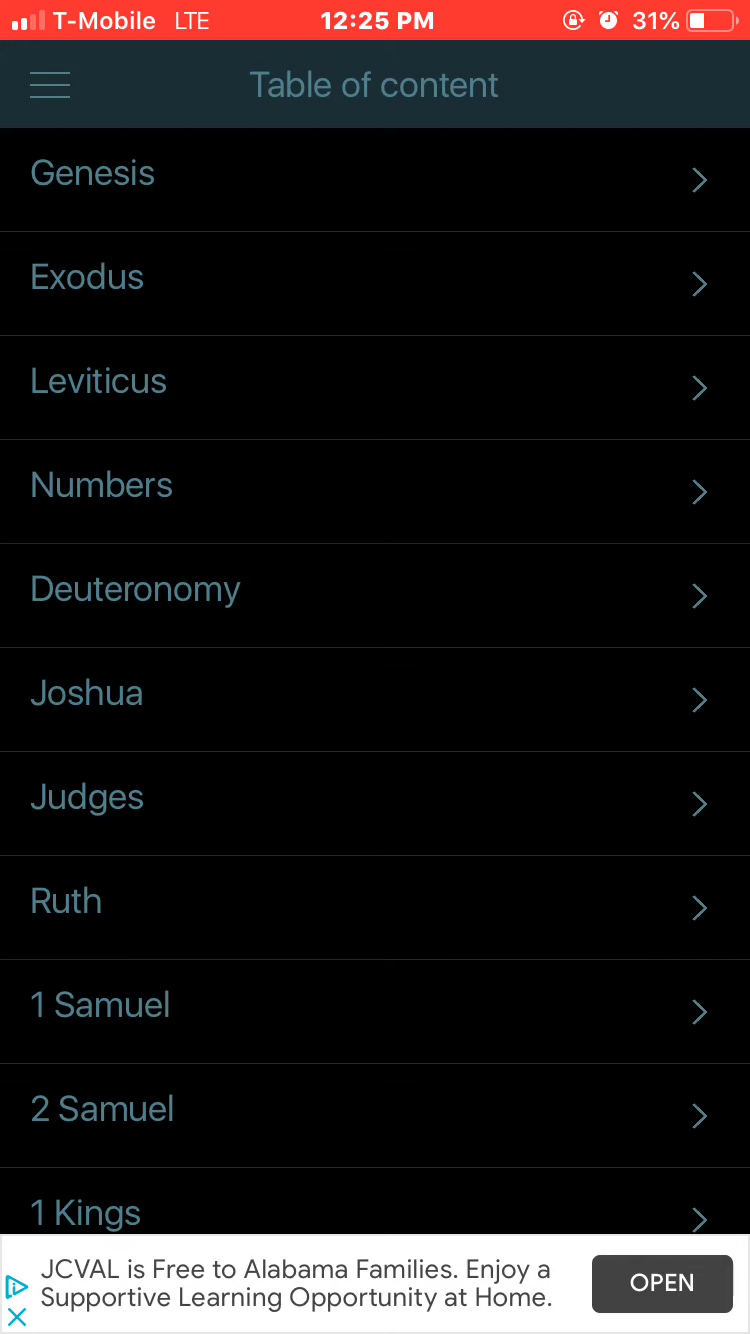 T-Mobile LTE 12:25 PM 31%
Table of content
Genesis
Exodus
Leviticus
Numbers
Deuteronomy
Joshua
Judges
Ruth
1 Samuel
2 Samuel
1 Kings
JCVAL is Free to Alabama Families. Enjoy a
Supportive Learning Opportunity at Home.
OPEN